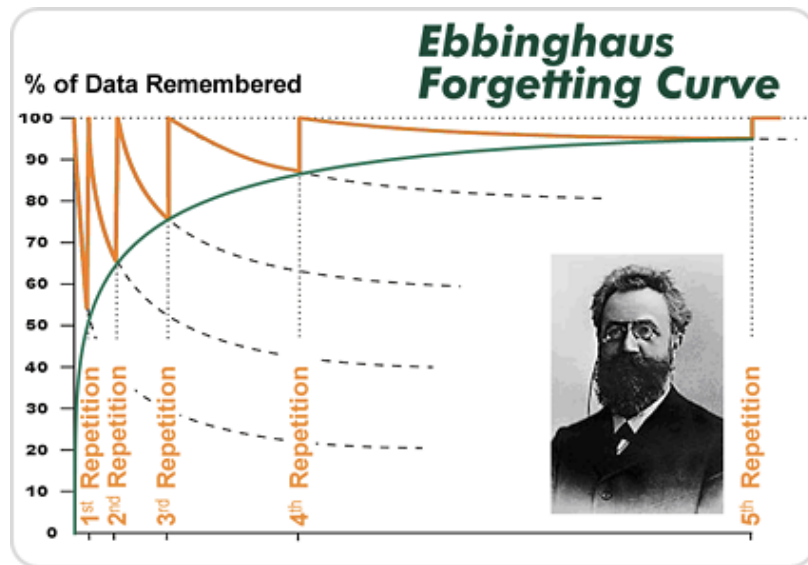 Ebbinghaus
Forgetting Curve
% of Data Remembered
100
90
80
70
60
50
40
30
20
10
0
1st Repetition
2nd Repetition
3rd Repetition
4th Repetition
5th Repetition